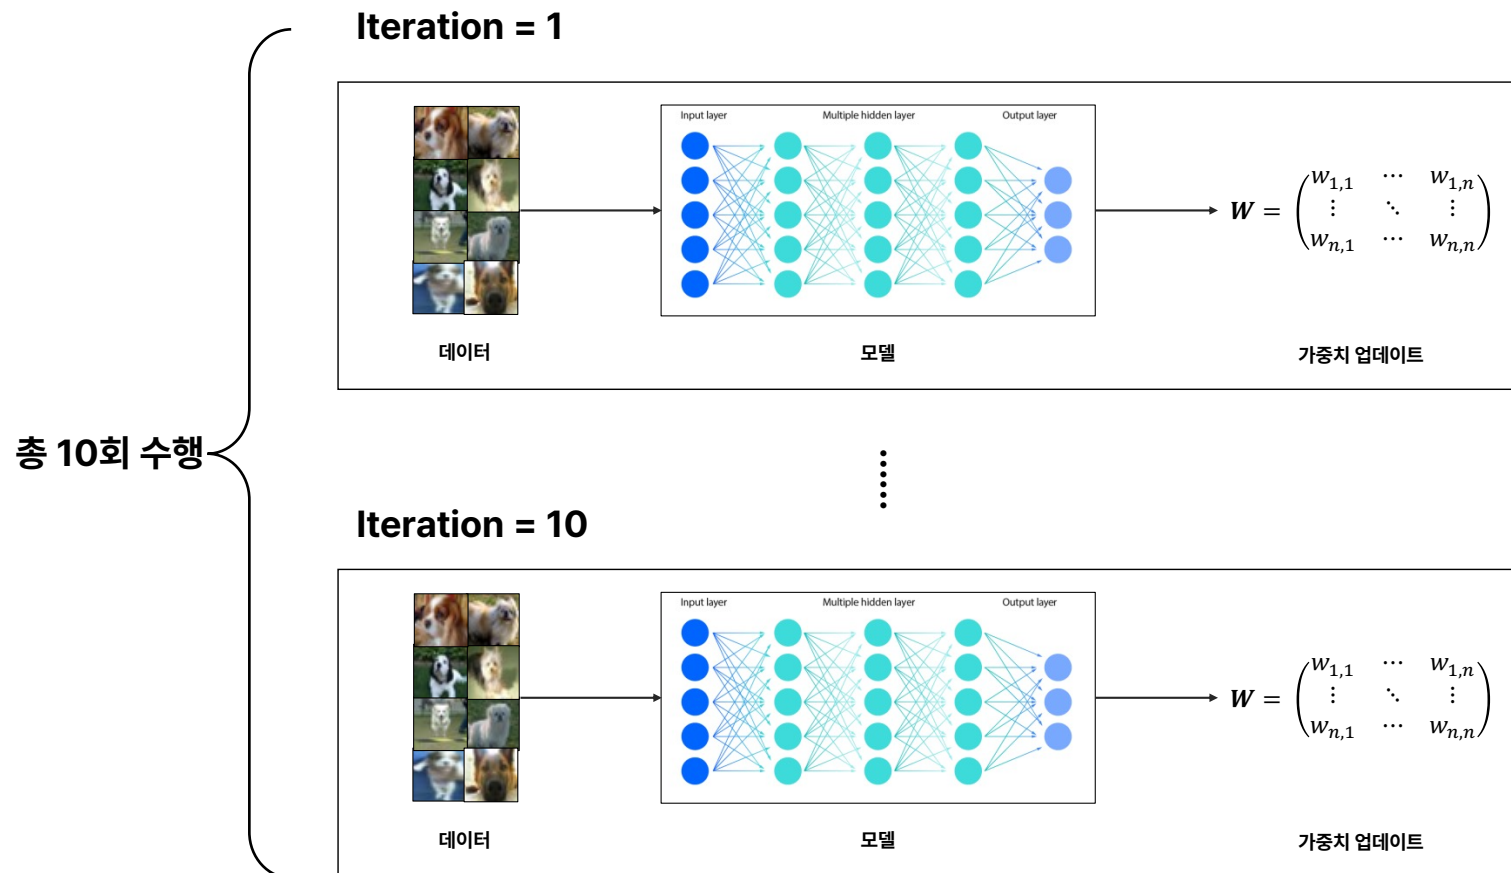 Iteration = 1
Input layer Multiple hidden layer Output layer
W = (w1,1 ⋯ w1,n
⋮ ⋱ ⋮
wn,1 ⋯ wn,n)
데이터 모델 가중치 업데이트
총 10회 수행
Iteration = 10
Input layer Multiple hidden layer Output layer
W = (w1,1 ⋯ w1,n
⋮ ⋱ ⋮
wn,1 ⋯ wn,n)
데이터 모델 가중치 업데이트